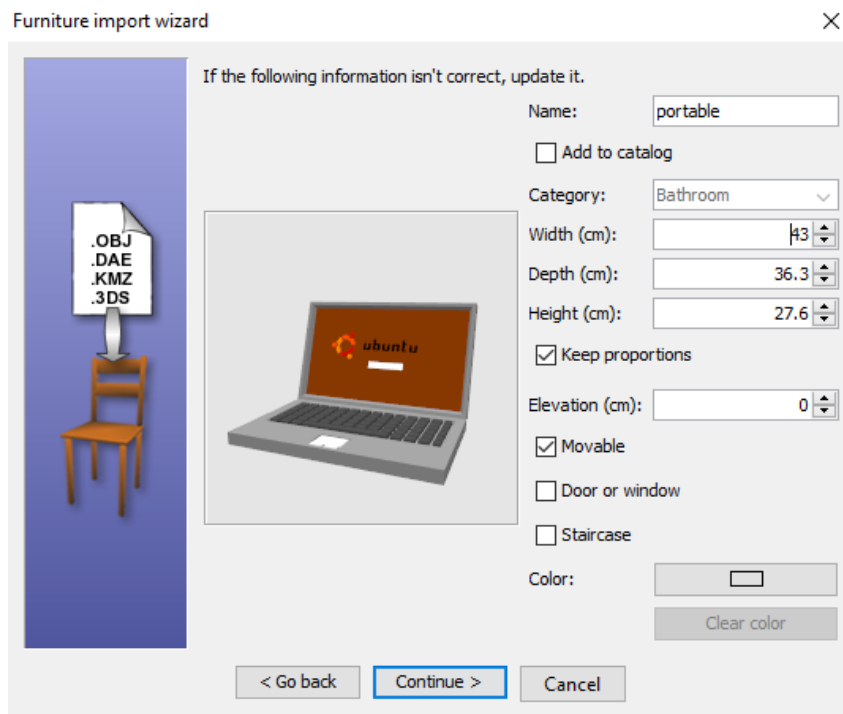 Furniture import wizard
If the following information isn't correct, update it.
.OBJ
.DAE
.KMZ
.3DS
ubuntu
Name: portable
Add to catalog
Category: Bathroom
Width (cm): 43
Depth (cm): 36.3
Height (cm): 27.6
Keep proportions
Elevation (cm): 0
Movable
Door or window
Staircase
Color:
Clear color
< Go back Continue > Cancel